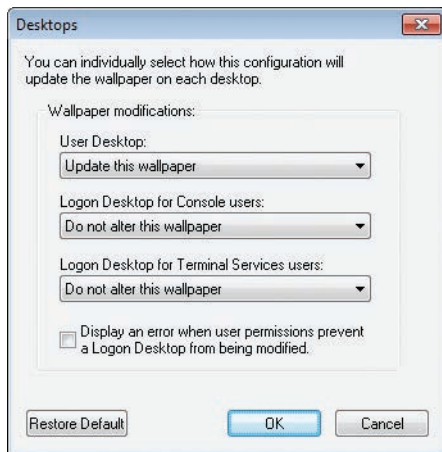 Desktops
You can individually select how this configuration will
update the wallpaper on each desktop.
Wallpaper modifications:
User Desktop:
Update this wallpaper
Logon Desktop for Console users:
Do not alter this wallpaper
Logon Desktop for Terminal Services users:
Do not alter this wallpaper
Display an error when user permissions prevent
a Logon Desktop from being modified.
Restore Default
OK
Cancel